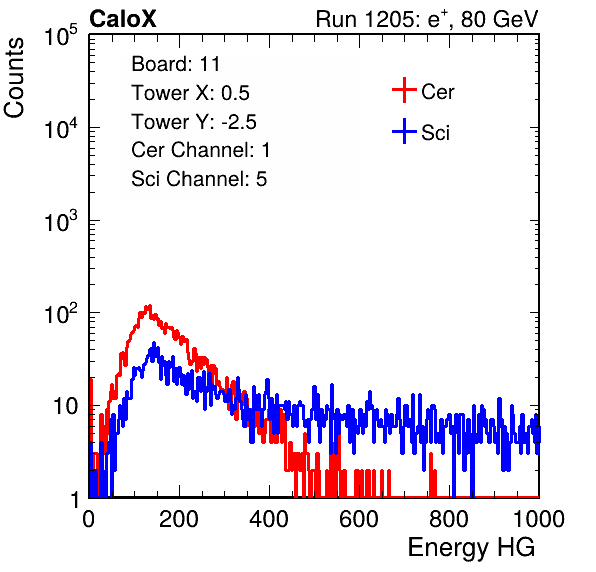 CaloX Run 1205: e⁺, 80 GeV
Counts
Board: 11
Tower X: 0.5
Tower Y: -2.5
Cer Channel: 1
Sci Channel: 5
Cer
Sci
10⁵
10⁴
10³
10²
10
1
0 200 400 600 800 1000
Energy HG